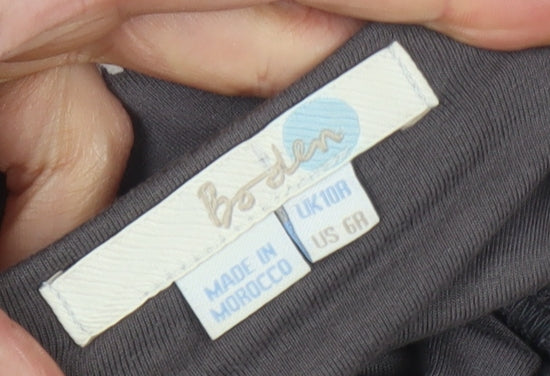 Boden
UK10R
US 6R
MADE IN
MOROCCO